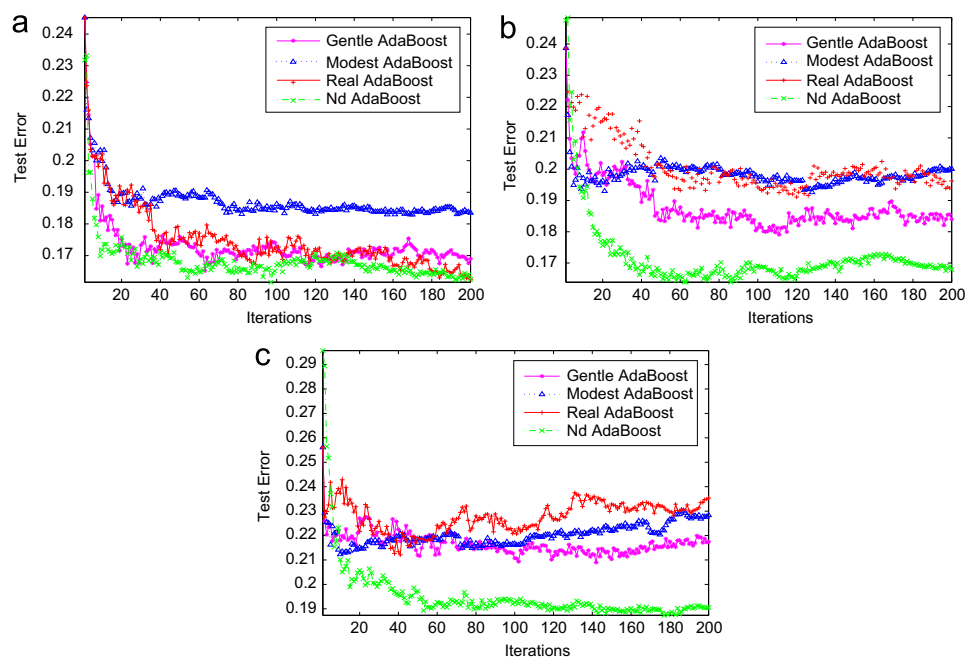 a
0.24
0.23
0.22
0.21
0.2
0.19
0.18
0.17
Test Error
20 40 60 80 100 120 140 160 180 200
Iterations
Gentle AdaBoost
Modest AdaBoost
Real AdaBoost
Nd AdaBoost
b
0.24
0.23
0.22
0.21
0.2
0.19
0.18
0.17
Test Error
20 40 60 80 100 120 140 160 180 200
Iterations
Gentle AdaBoost
Modest AdaBoost
Real AdaBoost
Nd AdaBoost
c
0.29
0.28
0.27
0.26
0.25
0.24
0.23
0.22
0.21
0.2
0.19
Test Error
20 40 60 80 100 120 140 160 180 200
Iterations
Gentle AdaBoost
Modest AdaBoost
Real AdaBoost
Nd AdaBoost